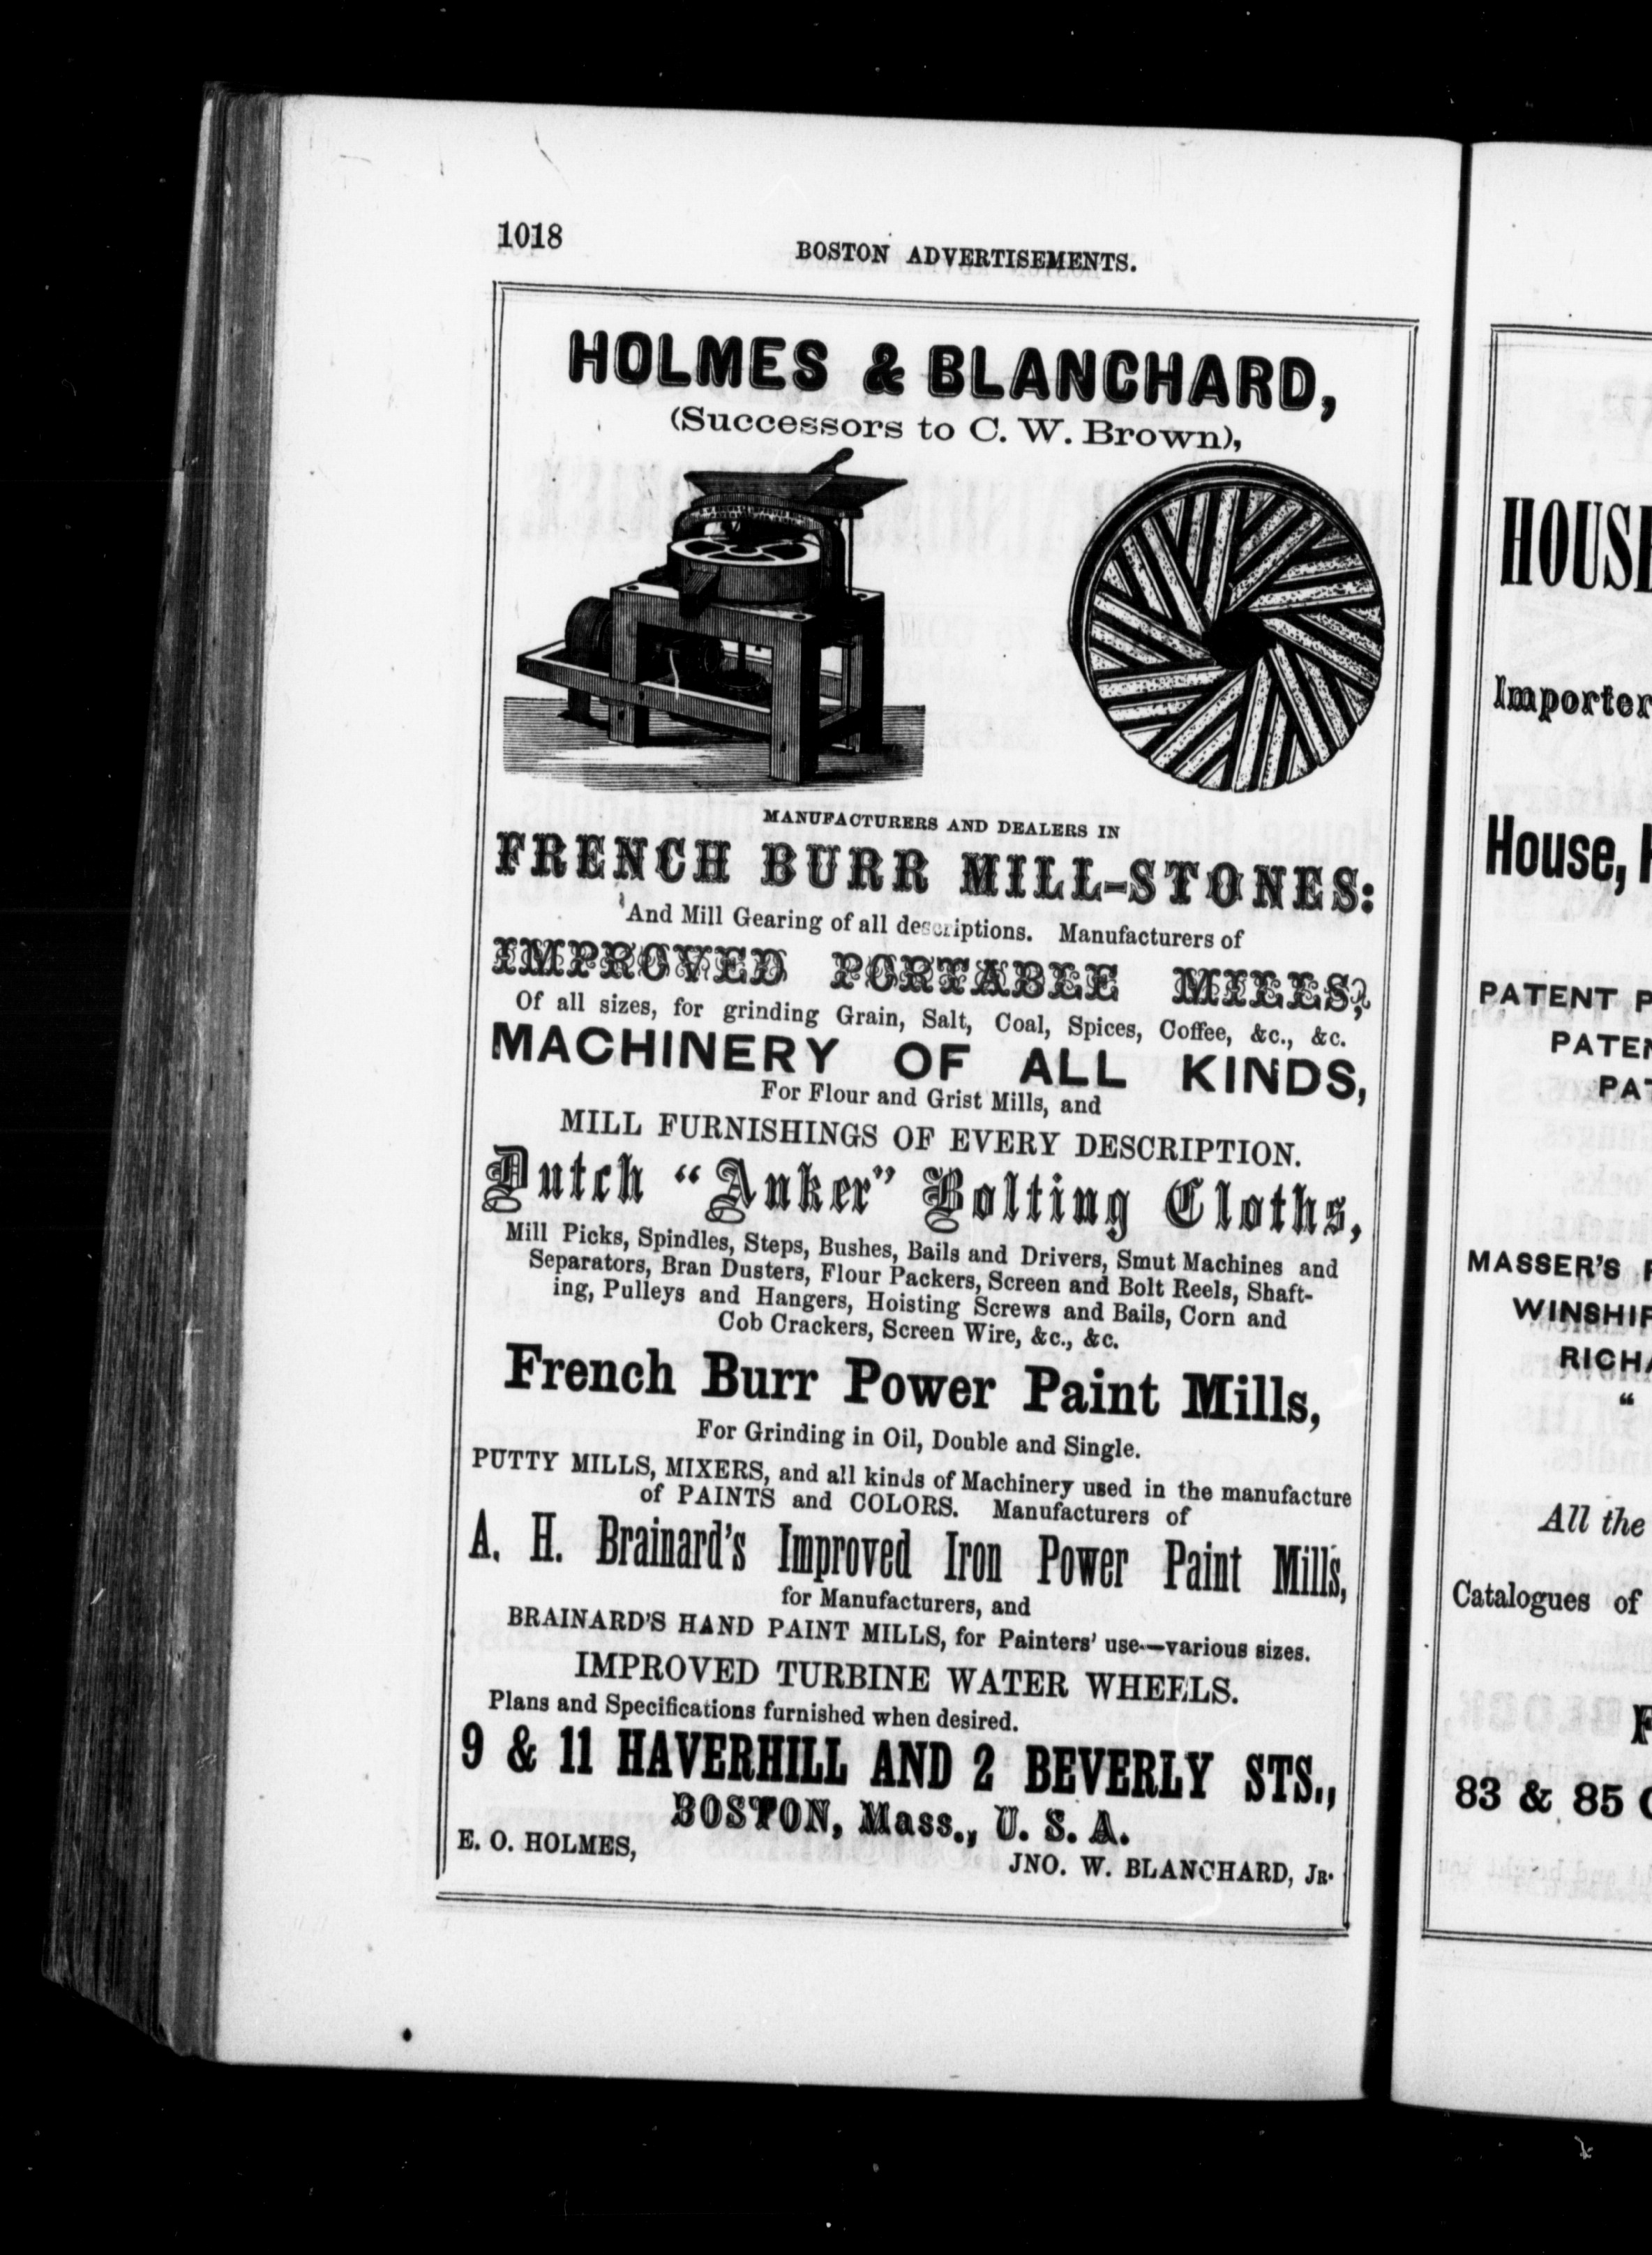 1018
BOSTON ADVERTISEMENTS.
HOLMES & BLANCHARD,
(Successors to C. W. Brown),
MANUFACTURERS AND DEALERS IN
FRENCH BURR MILL-STONES:
And Mill Gearing of all descriptions. Manufacturers of
IMPROVED PORTABLE MILLS,
Of all sizes, for grinding Grain, Salt, Coal, Spices, Coffee, &c., &c.
MACHINERY OF ALL KINDS,
For Flour and Grist Mills, and
MILL FURNISHINGS OF EVERY DESCRIPTION.
Dutch "Anker" Bolting Cloths,
Mill Picks, Spindles, Steps, Bushes, Bails and Drivers, Smut Machines and
Separators, Bran Dusters, Flour Packers, Screen and Bolt Reels, Shaft-
ing, Pulleys and Hangers, Hoisting Screws and Bails, Corn and
Cob Crackers, Screen Wire, &c., &c.
French Burr Power Paint Mills,
For Grinding in Oil, Double and Single.
PUTTY MILLS, MIXERS, and all kinds of Machinery used in the manufacture
of PAINTS and COLORS. Manufacturers of
A. H. Brainard's Improved Iron Power Paint Mills,
for Manufacturers, and
BRAINARD'S HAND PAINT MILLS, for Painters' use—various sizes.
IMPROVED TURBINE WATER WHEELS.
Plans and Specifications furnished when desired.
9 & 11 HAVERHILL AND 2 BEVERLY STS.,
BOSTON, Mass., U. S. A.
E. O. HOLMES,
JNO. W. BLANCHARD, JR.
HOUSE
Importer
House,
PATENT P
PATEN
PAT
MASSER'S
WINSHIP
RICHA
"
All the
Catalogues of
83 & 85